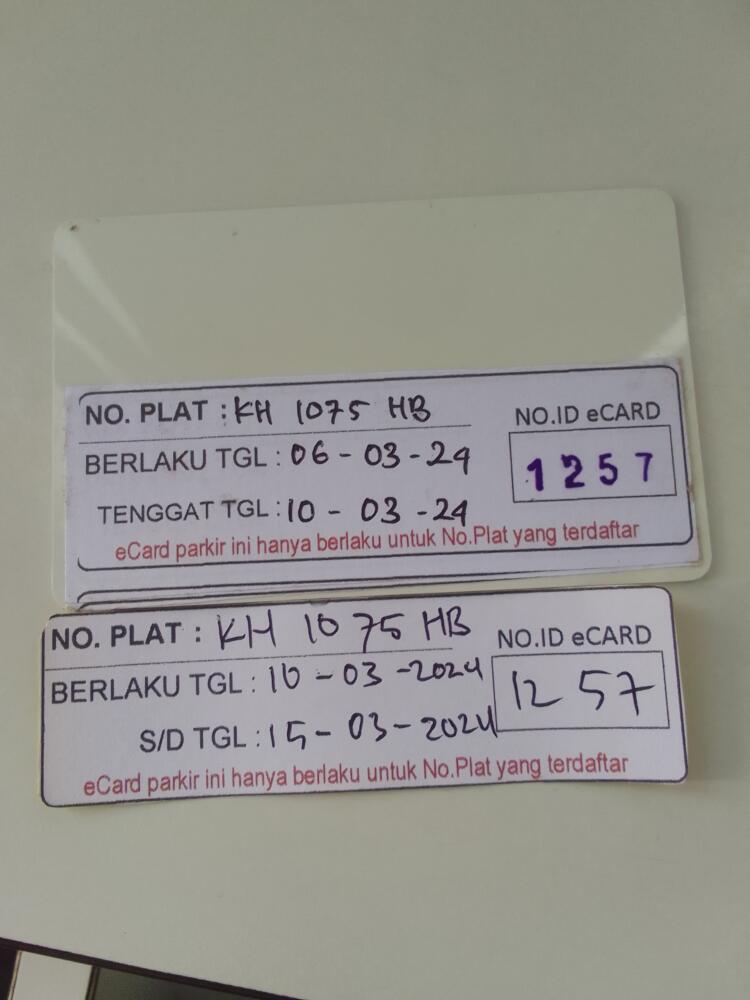 NO. PLAT : KH 1075 HB
NO.ID eCARD
BERLAKU TGL : 06 - 03 - 24
1257
TENGGAT TGL : 10 - 03 - 24
eCard parkir ini hanya berlaku untuk No.Plat yang terdaftar
NO. PLAT : KH 1075 HB
NO.ID eCARD
BERLAKU TGL : 10 - 03 - 2024
1257
S/D TGL : 15 - 03 - 2024
eCard parkir ini hanya berlaku untuk No.Plat yang terdaftar